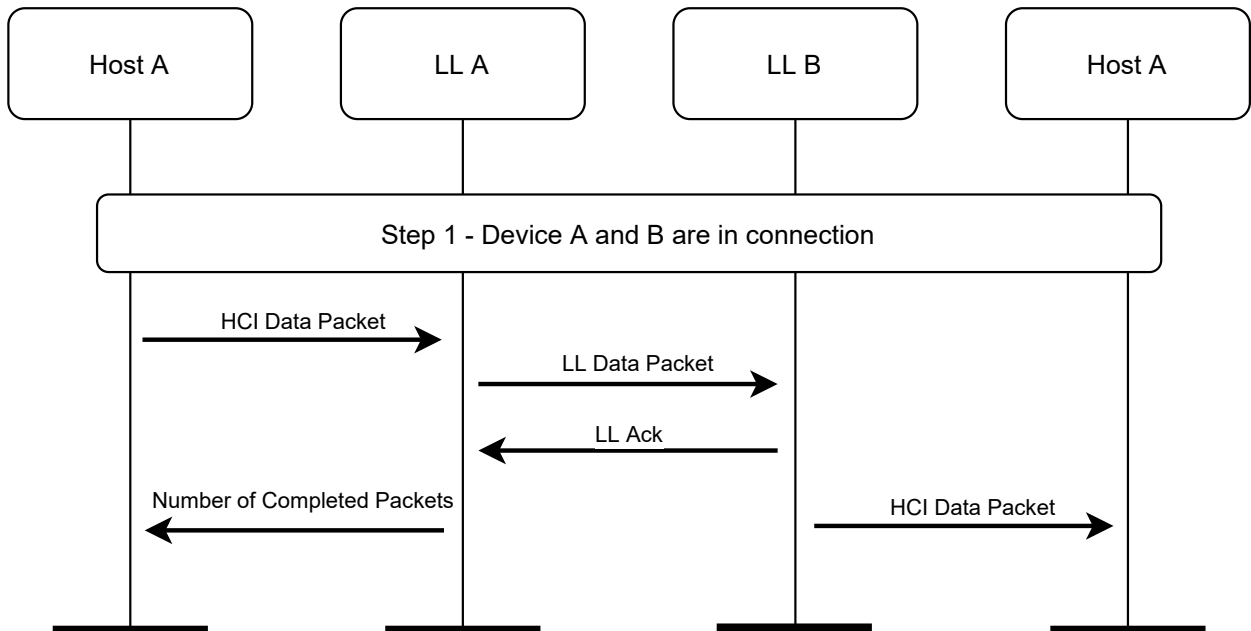 Host A
LL A
LL B
Host A
Step 1 - Device A and B are in connection
HCI Data Packet
LL Data Packet
LL Ack
Number of Completed Packets
HCI Data Packet